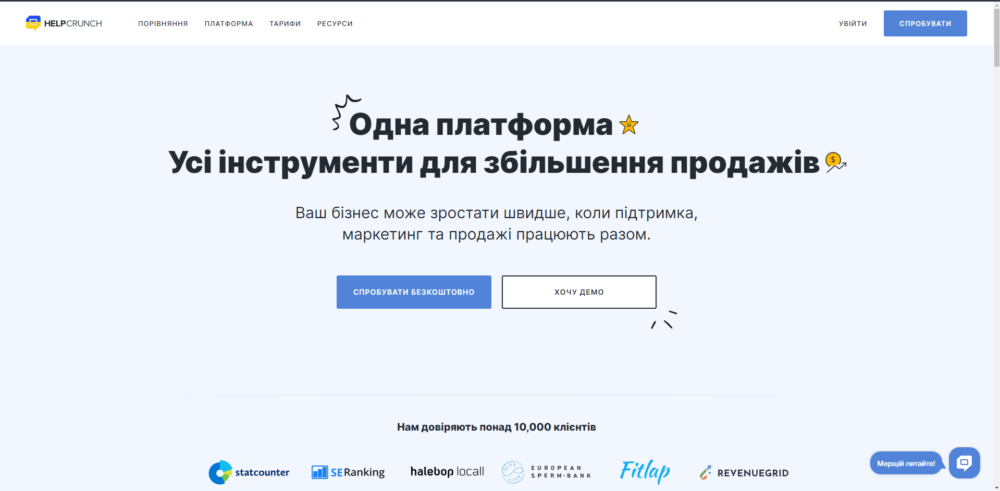 HELPCRUNCH
ПОРІВНЯННЯ ПЛАТФОРМА ТАРИФИ РЕСУРСИ
УВІЙТИ СПРОБУВАТИ
Одна платформа
Усі інструменти для збільшення продажів
$
Ваш бізнес може зростати швидше, коли підтримка,
маркетинг та продажі працюють разом.
СПРОБУВАТИ БЕЗКОШТОВНО
ХОЧУ ДЕМО
Нам довіряють понад 10,000 клієнтів
statcounter
SE Ranking
halebop locall
GIVE LIFE
EUROPEAN
SPERM·BANK
Fitlap
REVENUEGRID
Мерщій питайте!